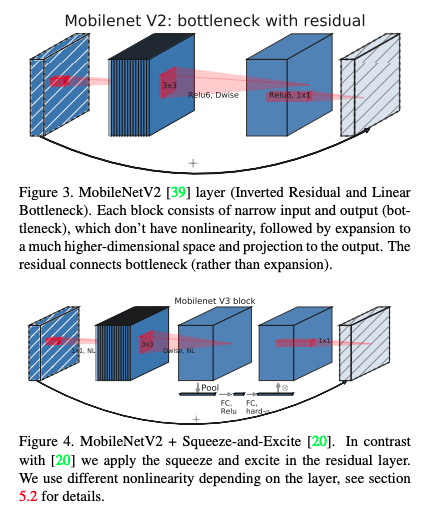 Mobilenet V2: bottleneck with residual
3x3
Relu6, Dwise
Relu6, 1x1
+
Figure 3. MobileNetV2 [39] layer (Inverted Residual and Linear
Bottleneck). Each block consists of narrow input and output (bot-
tleneck), which don't have nonlinearity, followed by expansion to
a much higher-dimensional space and projection to the output. The
residual connects bottleneck (rather than expansion).
Mobilenet V3 block
1x1, NL
3x3
Dwise, NL
1x1
Pool
⊗
FC,
Relu
FC,
+
Figure 4. MobileNetV2 + Squeeze-and-Excite [20]. In contrast
with [20] we apply the squeeze and excite in the residual layer.
We use different nonlinearity depending on the layer, see section
5.2 for details.